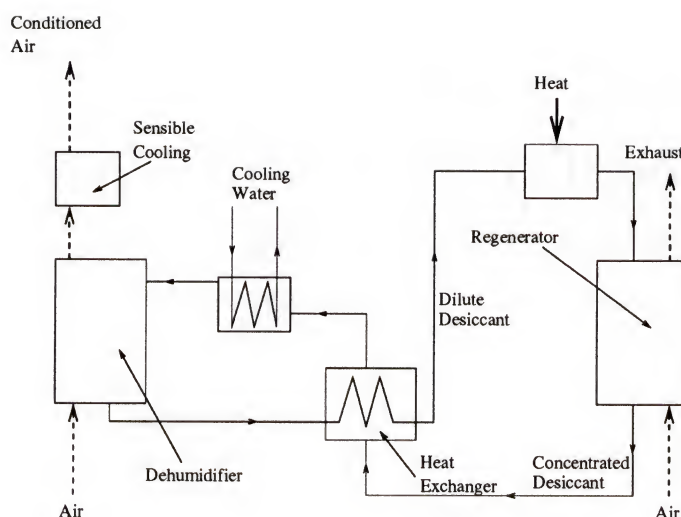 Conditioned
Air
Heat
Sensible
Cooling
Exhaust
Cooling
Water
Regenerator
Dilute
Desiccant
Dehumidifier
Heat
Exchanger
Concentrated
Desiccant
Air
Air